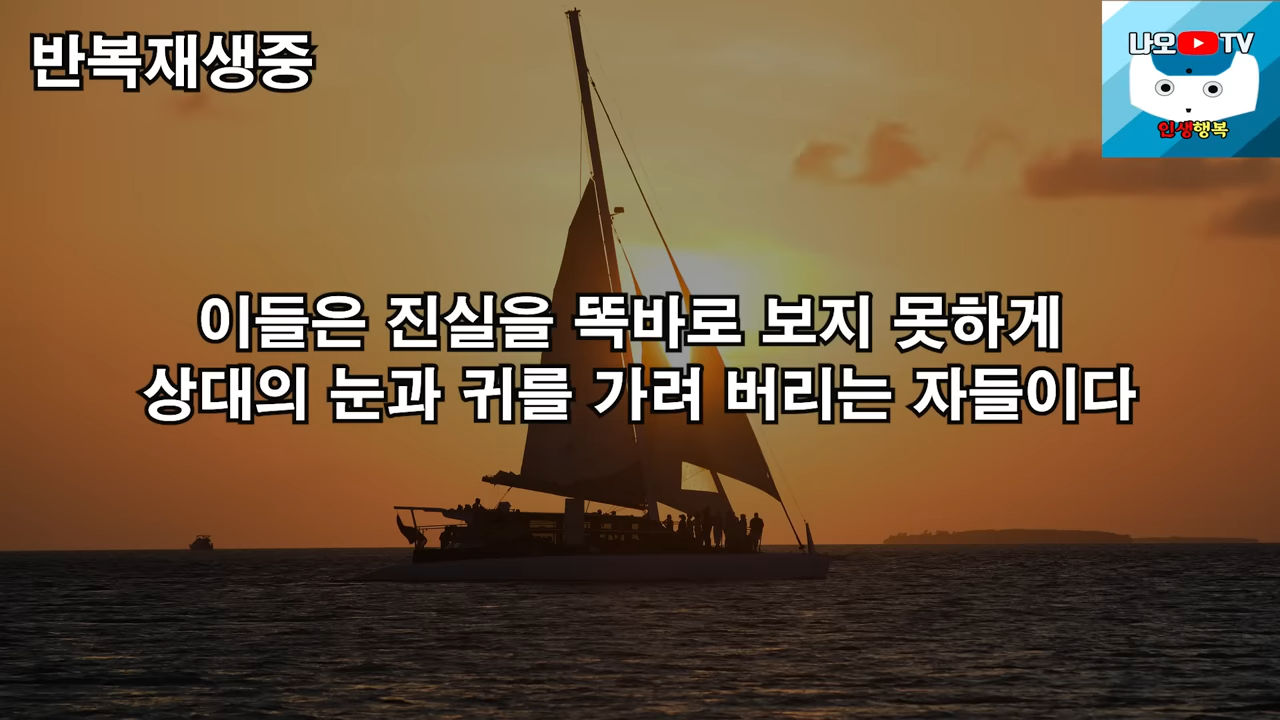 반복재생중
나오 TV
인생행복
이들은 진실을 똑바로 보지 못하게
상대의 눈과 귀를 가려 버리는 자들이다